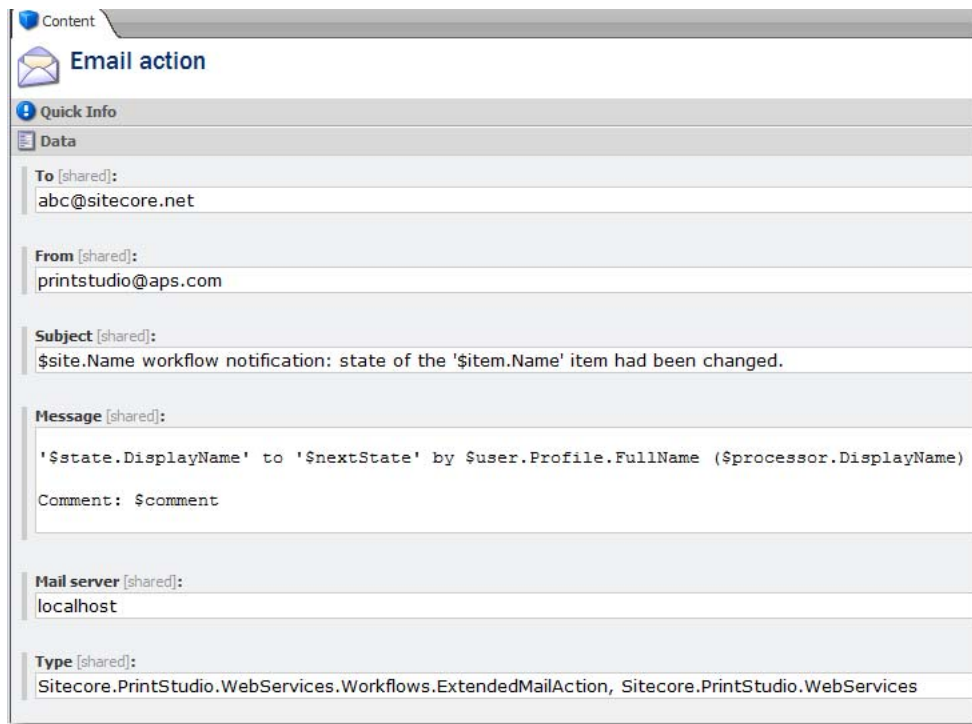 Content
Email action
Quick Info
Data
To [shared]:
abc@sitecore.net
From [shared]:
printstudio@aps.com
Subject [shared]:
$site.Name workflow notification: state of the '$item.Name' item had been changed.
Message [shared]:
'$state.DisplayName' to '$nextState' by $user.Profile.FullName ($processor.DisplayName)
Comment: $comment
Mail server [shared]:
localhost
Type [shared]:
Sitecore.PrintStudio.WebServices.Workflows.ExtendedMailAction, Sitecore.PrintStudio.WebServices